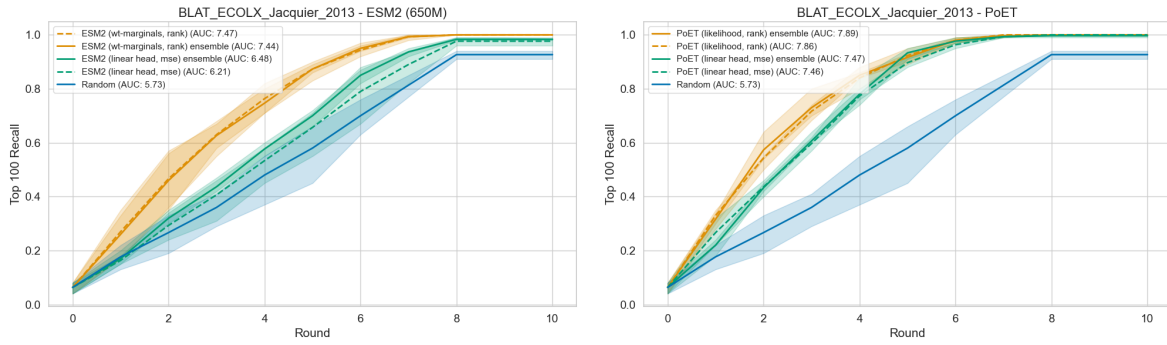 BLAT_ECOLX_Jacquier_2013 - ESM2 (650M)
ESM2 (wt-marginals, rank) (AUC: 7.47)
ESM2 (wt-marginals, rank) ensemble (AUC: 7.44)
ESM2 (linear head, mse) ensemble (AUC: 6.48)
ESM2 (linear head, mse) (AUC: 6.21)
Random (AUC: 5.73)
Top 100 Recall
1.0
0.8
0.6
0.4
0.2
0.0
0 2 4 6 8 10
Round
BLAT_ECOLX_Jacquier_2013 - PoET
PoET (likelihood, rank) ensemble (AUC: 7.89)
PoET (likelihood, rank) (AUC: 7.86)
PoET (linear head, mse) ensemble (AUC: 7.47)
PoET (linear head, mse) (AUC: 7.46)
Random (AUC: 5.73)
Top 100 Recall
1.0
0.8
0.6
0.4
0.2
0.0
0 2 4 6 8 10
Round